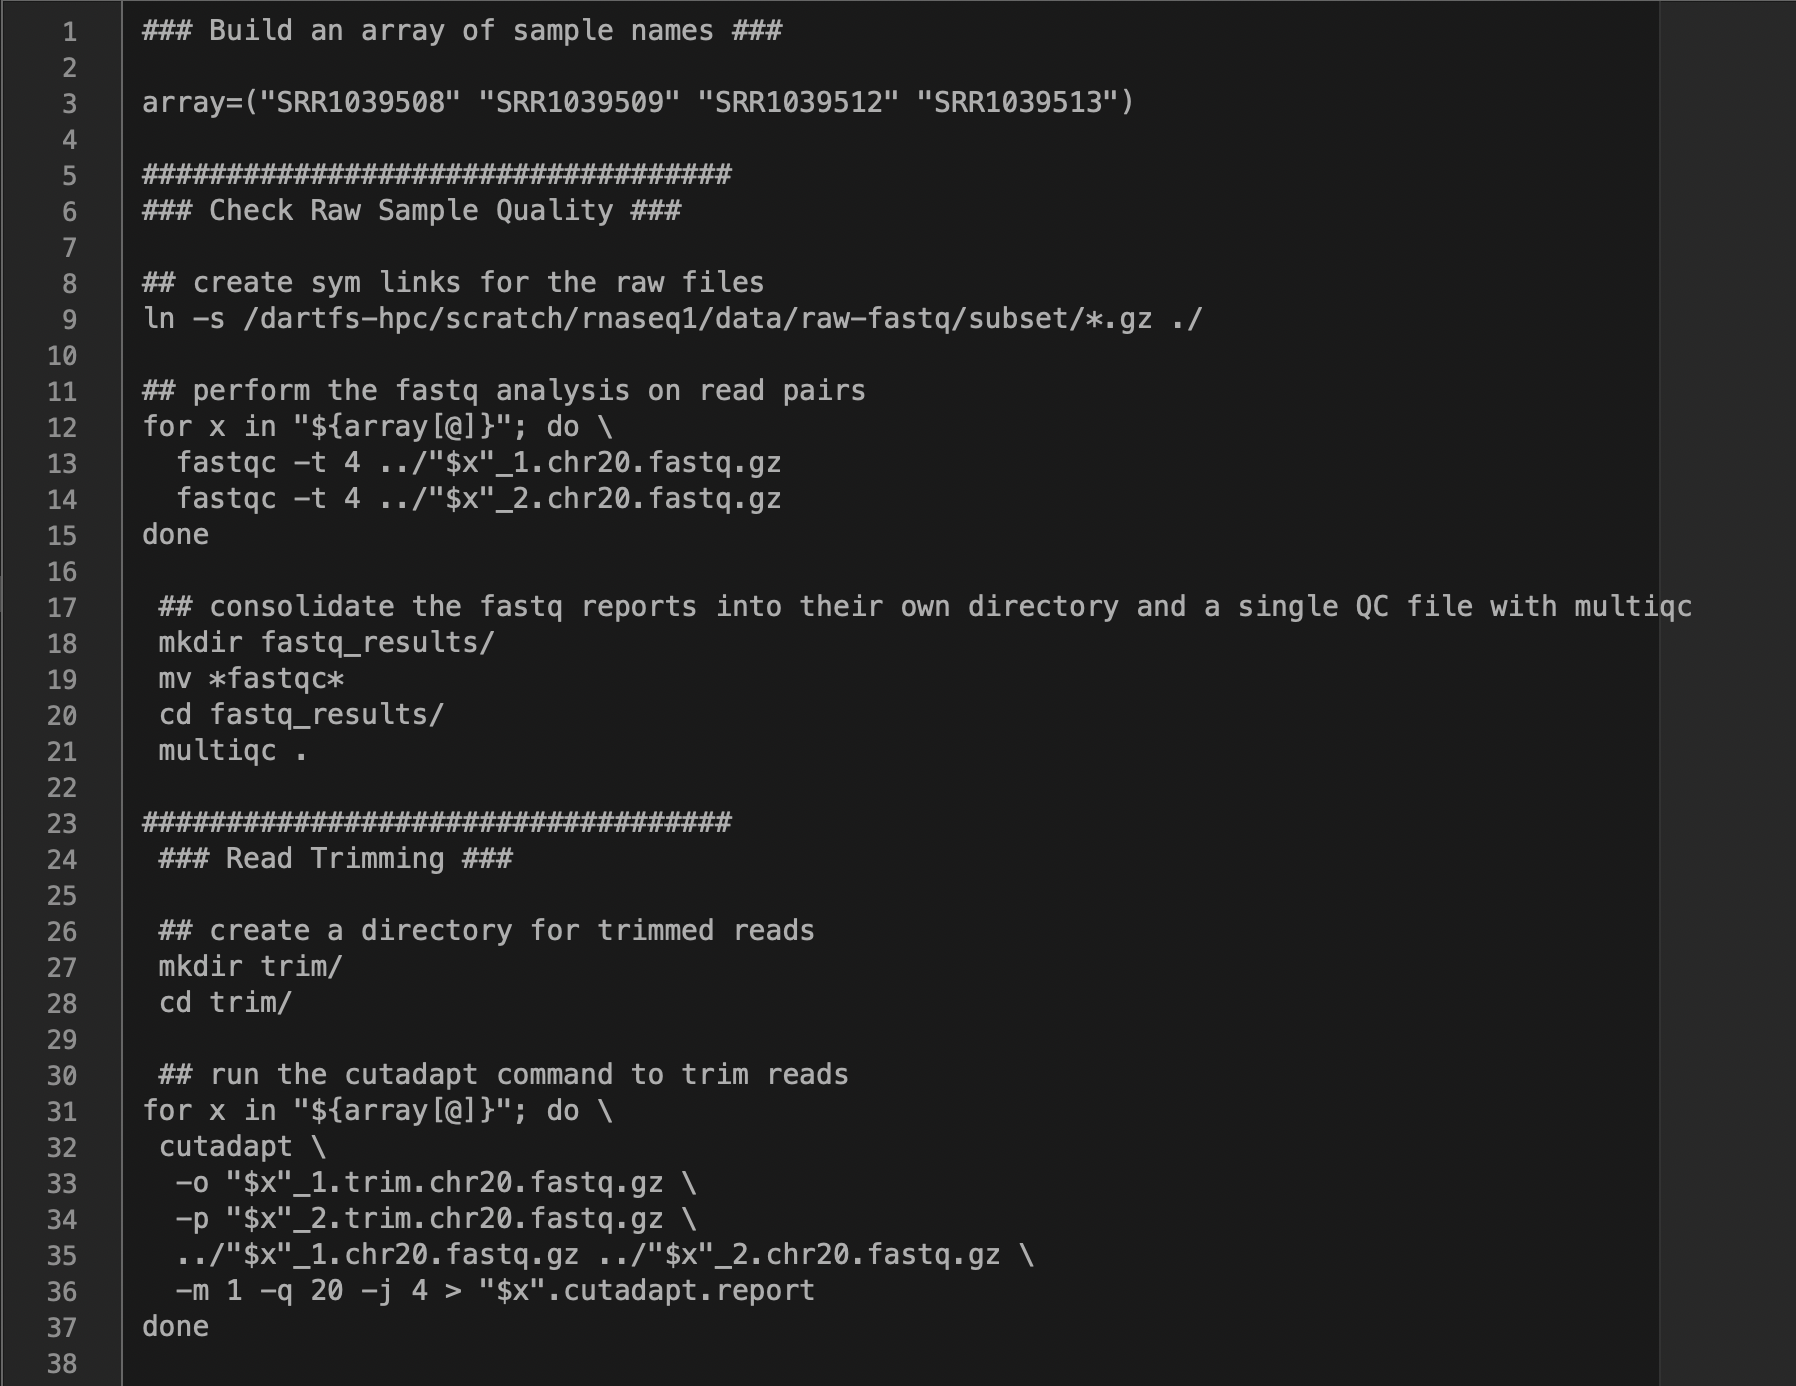 1 ### Build an array of sample names ###
2
3 array=("SRR1039508" "SRR1039509" "SRR1039512" "SRR1039513")
4
5 ###################################
6 ### Check Raw Sample Quality ###
7
8 ## create sym links for the raw files
9 ln -s /dartfs-hpc/scratch/rnaseq1/data/raw-fastq/subset/*.gz ./
10
11 ## perform the fastq analysis on read pairs
12 for x in "${array[@]}"; do \
13   fastqc -t 4 ../"$x"_1.chr20.fastq.gz
14   fastqc -t 4 ../"$x"_2.chr20.fastq.gz
15 done
16
17  ## consolidate the fastq reports into their own directory and a single QC file with multiqc
18  mkdir fastq_results/
19  mv *fastqc*
20  cd fastq_results/
21  multiqc .
22
23 ###################################
24  ### Read Trimming ###
25
26  ## create a directory for trimmed reads
27  mkdir trim/
28  cd trim/
29
30  ## run the cutadapt command to trim reads
31 for x in "${array[@]}"; do \
32  cutadapt \
33   -o "$x"_1.trim.chr20.fastq.gz \
34   -p "$x"_2.trim.chr20.fastq.gz \
35   ../"$x"_1.chr20.fastq.gz ../"$x"_2.chr20.fastq.gz \
36   -m 1 -q 20 -j 4 > "$x".cutadapt.report
37 done
38